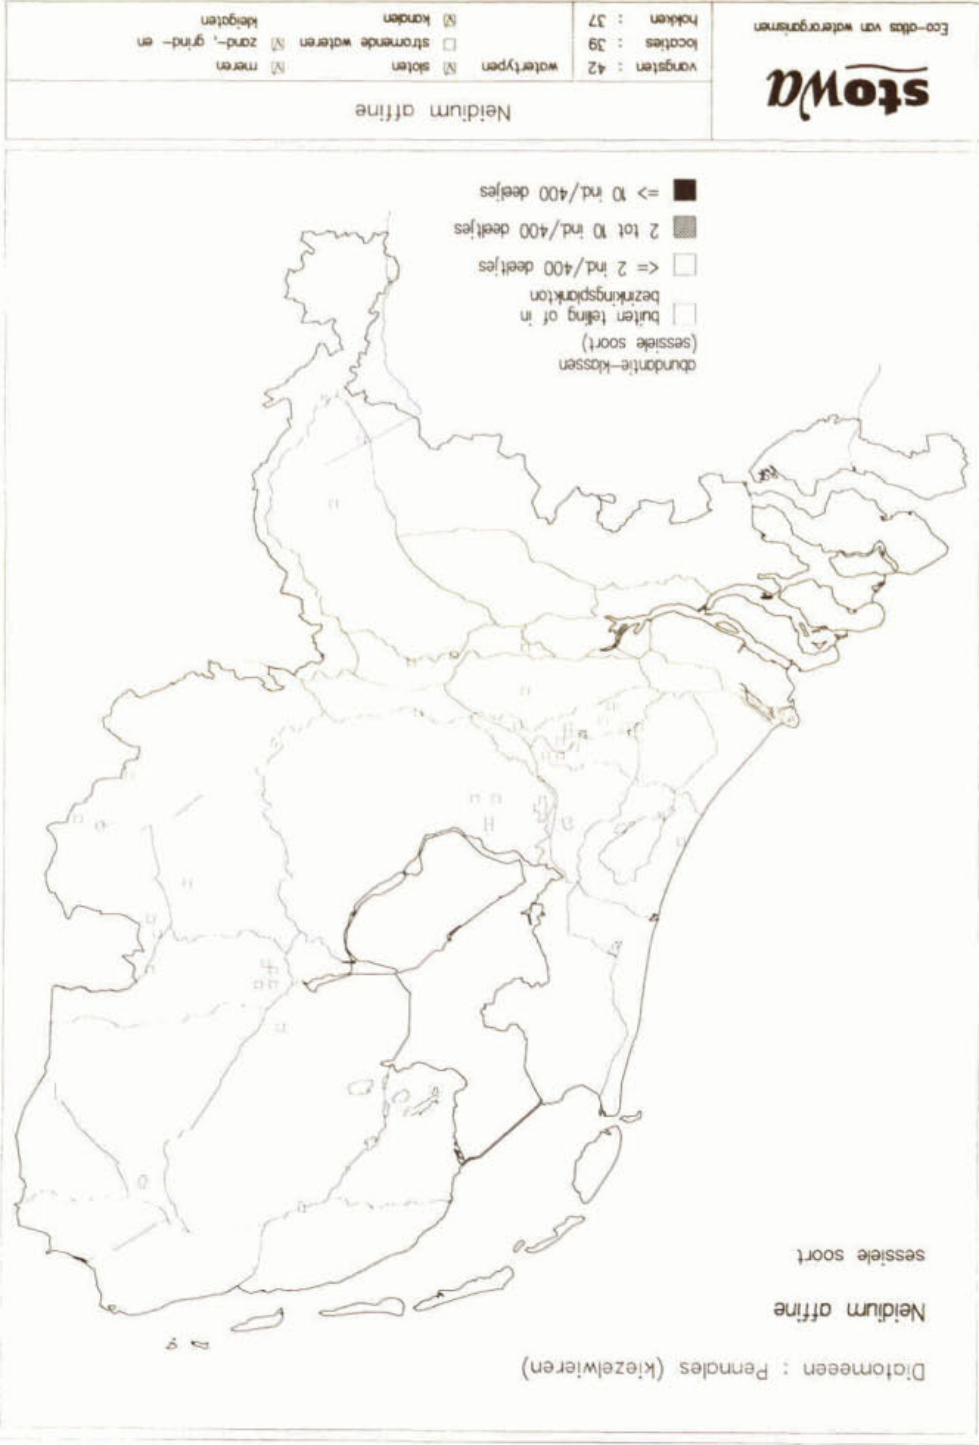 Diatomeeen : Pennales (kiezelwieren)
Neidium affine
sessiele soort
abundantie-klassen
(sessiele soort)
buiten telling of in
bezinkingsplankton
<= 2 ind./400 deeltjes
2 tot 10 ind./400 deeltjes
=> 10 ind./400 deeltjes
stowa
Eco-atlas van waterorganismen
Neidium affine
vangsten : 42
locaties : 39
hokken : 37
watertypen
sloten
stromende wateren
kanalen
meren
zand-, grind- en
kleigaten